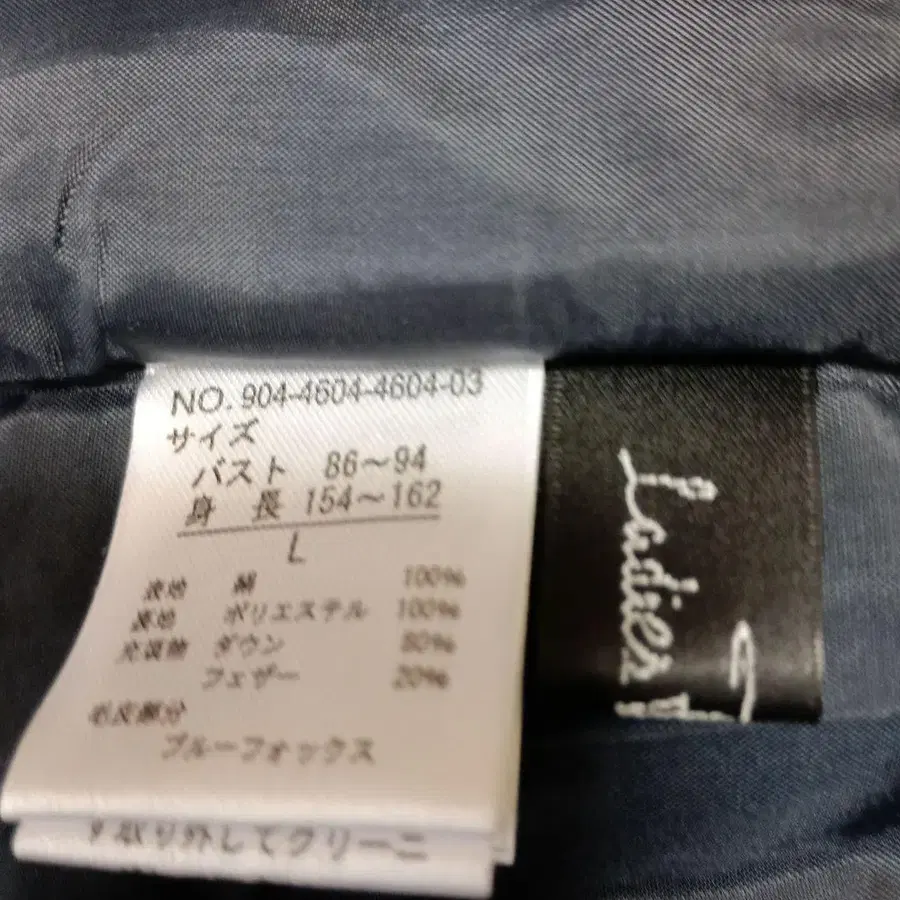 NO. 904-4604-4604-03
サイズ
バスト 86～94
身長 154～162
L
表地 綿 100%
裏地 ポリエステル 100%
充填物 ダウン 80%
フェザー 20%
毛皮部分
ブルーフォックス
取り外してクリーニ
Ladies